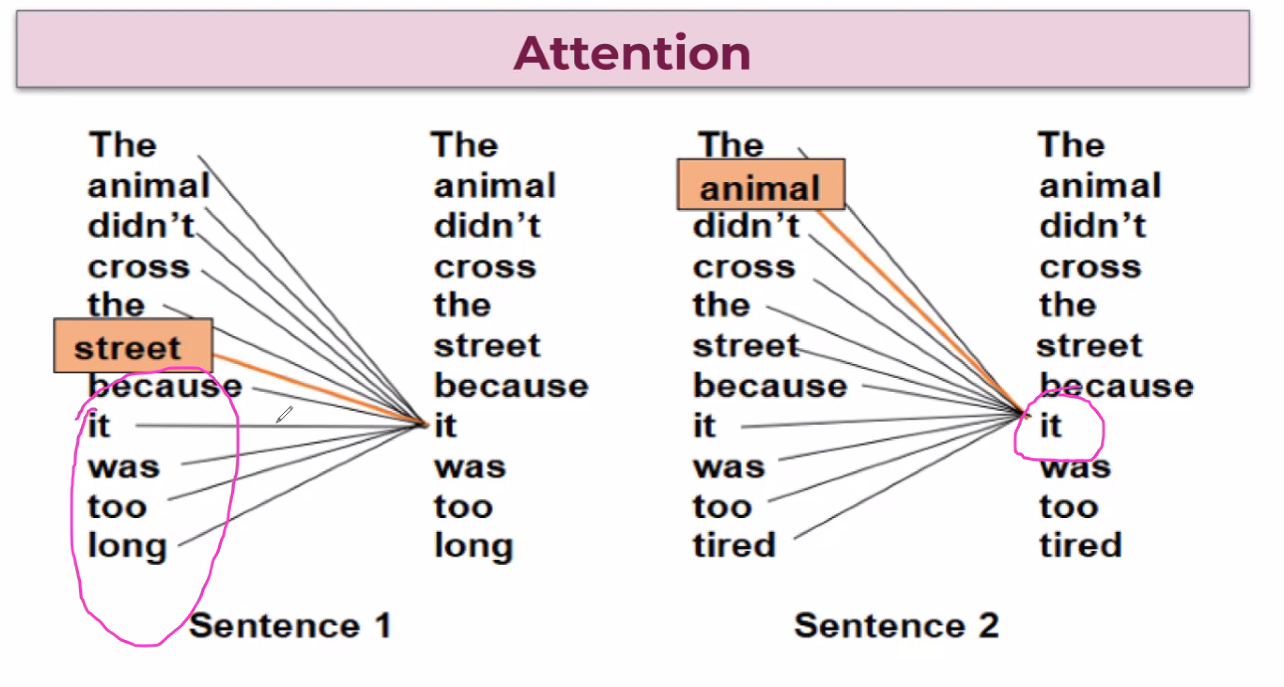 Attention
The
animal
didn't
cross
the
street
because
it
was
too
long
The
animal
didn't
cross
the
street
because
it
was
too
long
Sentence 1
The
animal
didn't
cross
the
street
because
it
was
too
tired
The
animal
didn't
cross
the
street
because
it
was
too
tired
Sentence 2